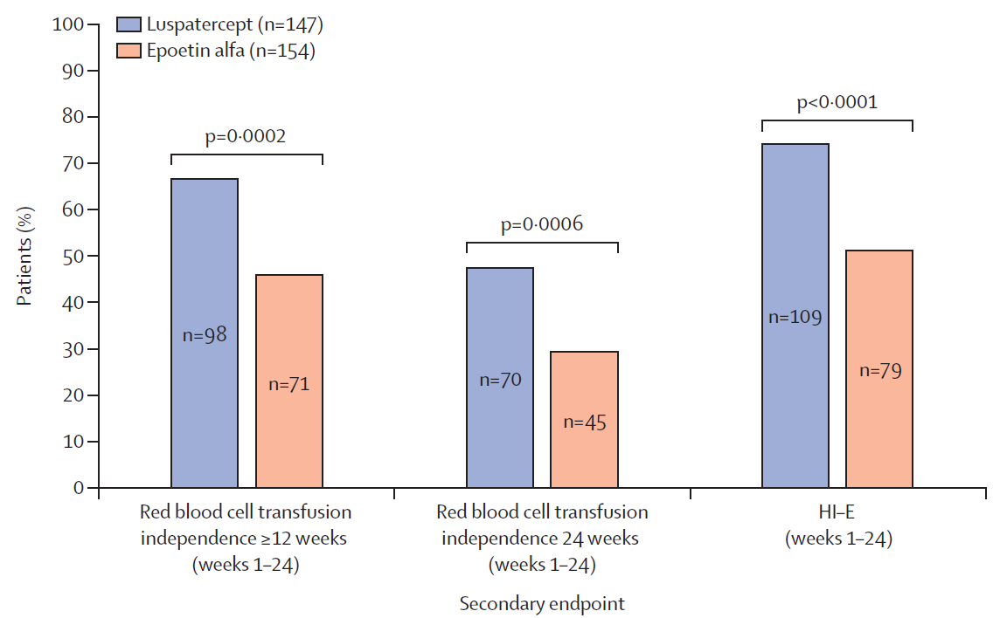 Luspatercept (n=147)
Epoetin alfa (n=154)
100
90
80
70
60
50
40
30
20
10
0
Patients (%)
p=0·0002
p=0·0006
p<0·0001
n=98
n=71
n=70
n=45
n=109
n=79
Red blood cell transfusion
independence ≥12 weeks
(weeks 1–24)
Red blood cell transfusion
independence 24 weeks
(weeks 1–24)
HI–E
(weeks 1–24)
Secondary endpoint